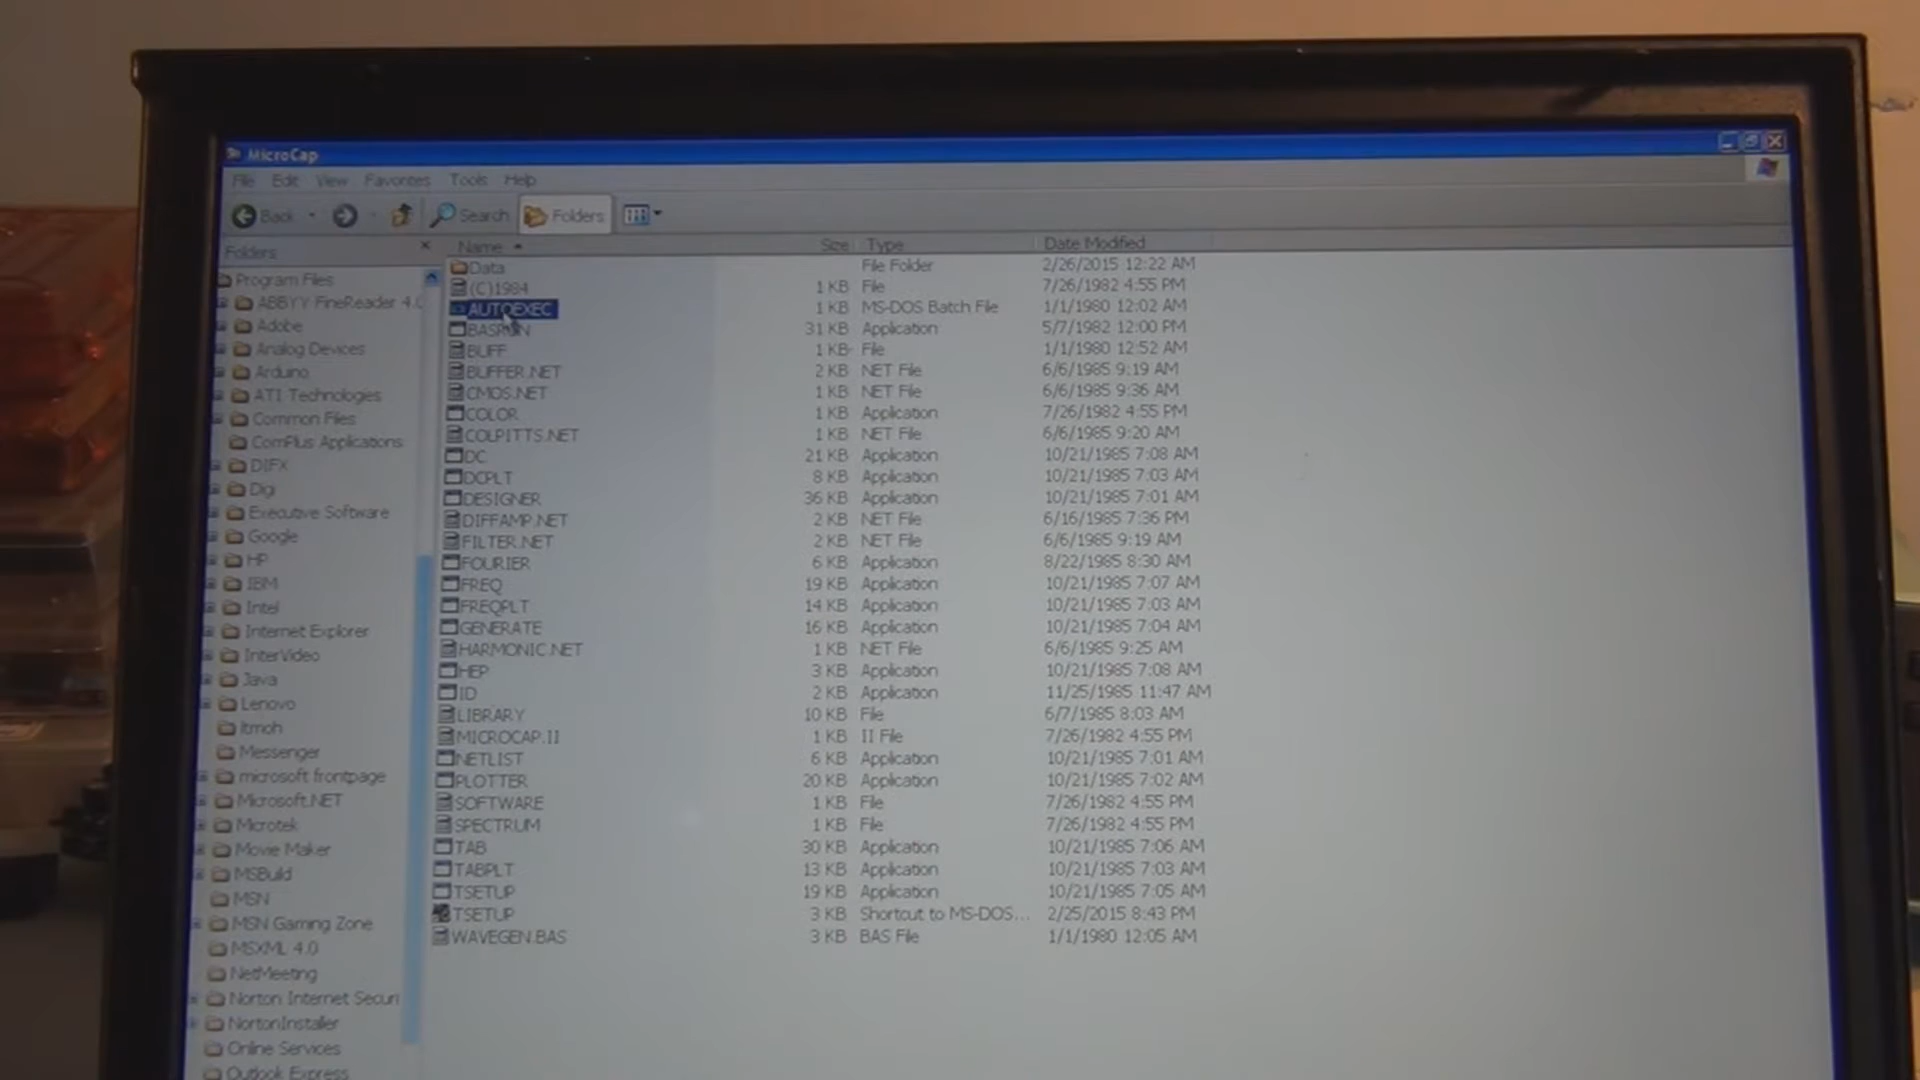 MicroCap
File Edit View Favorites Tools Help
Back Search Folders
Folders
Name Size Type Date Modified
Program Files
ABBYY FineReader 4.0
Adobe
Analog Devices
Arduino
ATI Technologies
Common Files
ComPlus Applications
DIFX
Digi
Executive Software
Google
HP
IBM
Intel
Internet Explorer
InterVideo
Java
Lenovo
ltmoh
Messenger
microsoft frontpage
Microsoft.NET
Microtek
Movie Maker
MSBuild
MSN
MSN Gaming Zone
MSXML 4.0
NetMeeting
Norton Internet Securi
NortonInstaller
Online Services
Outlook Express
Data File Folder 2/26/2015 12:22 AM
(C)1984 1 KB File 7/26/1982 4:55 PM
AUTOEXEC 1 KB MS-DOS Batch File 1/1/1980 12:02 AM
BASRUN 31 KB Application 5/7/1982 12:00 PM
BUFF 1 KB File 1/1/1980 12:52 AM
BUFFER.NET 2 KB NET File 6/6/1985 9:19 AM
CMOS.NET 1 KB NET File 6/6/1985 9:36 AM
COLOR 1 KB Application 7/26/1982 4:55 PM
COLPITTS.NET 1 KB NET File 6/6/1985 9:20 AM
DC 21 KB Application 10/21/1985 7:08 AM
DCPLT 8 KB Application 10/21/1985 7:03 AM
DESIGNER 36 KB Application 10/21/1985 7:01 AM
DIFFAMP.NET 2 KB NET File 6/16/1985 7:36 PM
FILTER.NET 2 KB NET File 6/6/1985 9:19 AM
FOURIER 6 KB Application 8/22/1985 8:30 AM
FREQ 19 KB Application 10/21/1985 7:07 AM
FREQPLT 14 KB Application 10/21/1985 7:03 AM
GENERATE 16 KB Application 10/21/1985 7:04 AM
HARMONIC.NET 1 KB NET File 6/6/1985 9:25 AM
HEP 3 KB Application 10/21/1985 7:08 AM
ID 2 KB Application 11/25/1985 11:47 AM
LIBRARY 10 KB File 6/7/1985 8:03 AM
MICROCAP.II 1 KB II File 7/26/1982 4:55 PM
NETLIST 6 KB Application 10/21/1985 7:01 AM
PLOTTER 20 KB Application 10/21/1985 7:02 AM
SOFTWARE 1 KB File 7/26/1982 4:55 PM
SPECTRUM 1 KB File 7/26/1982 4:55 PM
TAB 30 KB Application 10/21/1985 7:06 AM
TABPLT 13 KB Application 10/21/1985 7:03 AM
TSETUP 19 KB Application 10/21/1985 7:05 AM
TSETUP 3 KB Shortcut to MS-DOS... 2/25/2015 8:43 PM
WAVEGEN.BAS 3 KB BAS File 1/1/1980 12:05 AM